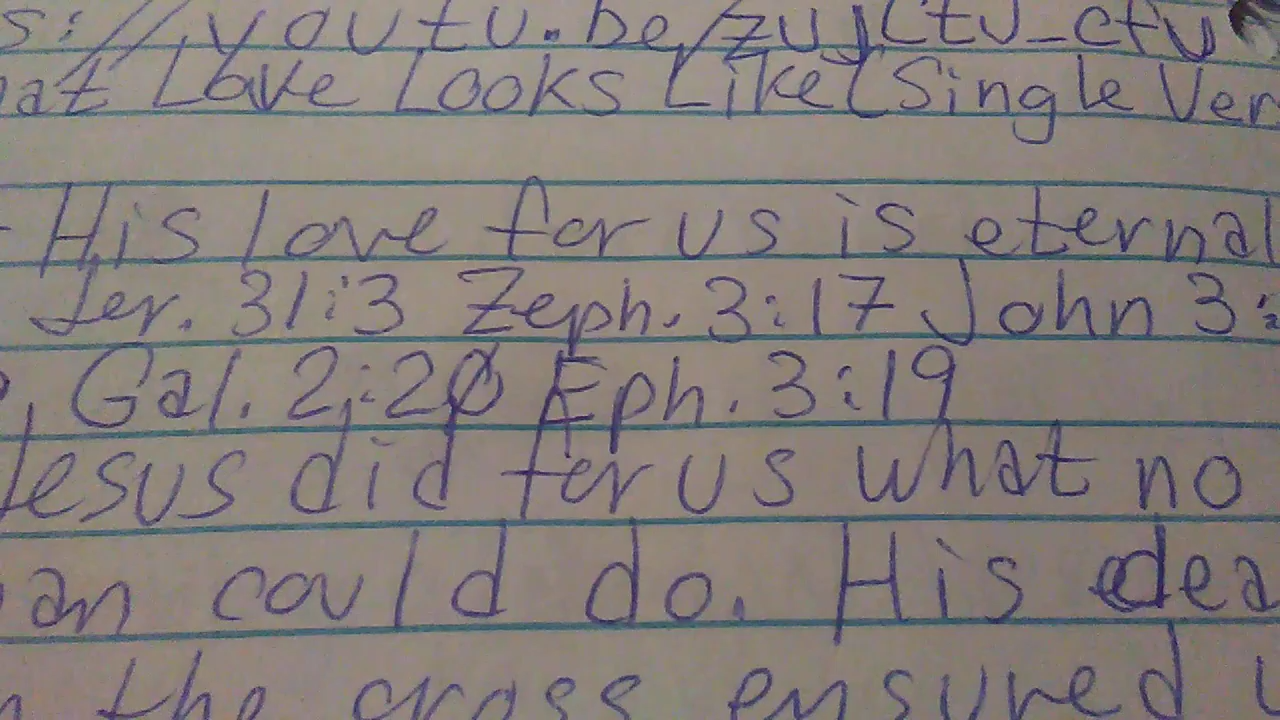 s://youtu.be/zujCtU_cfu
at Love Looks Like (Single Ver
- His love for us is eternal
Jer. 31:3 Zeph. 3:17 John 3:
, Gal. 2:20 Eph. 3:19
Jesus did for us what no
an could do. His dea
n the cross ensured